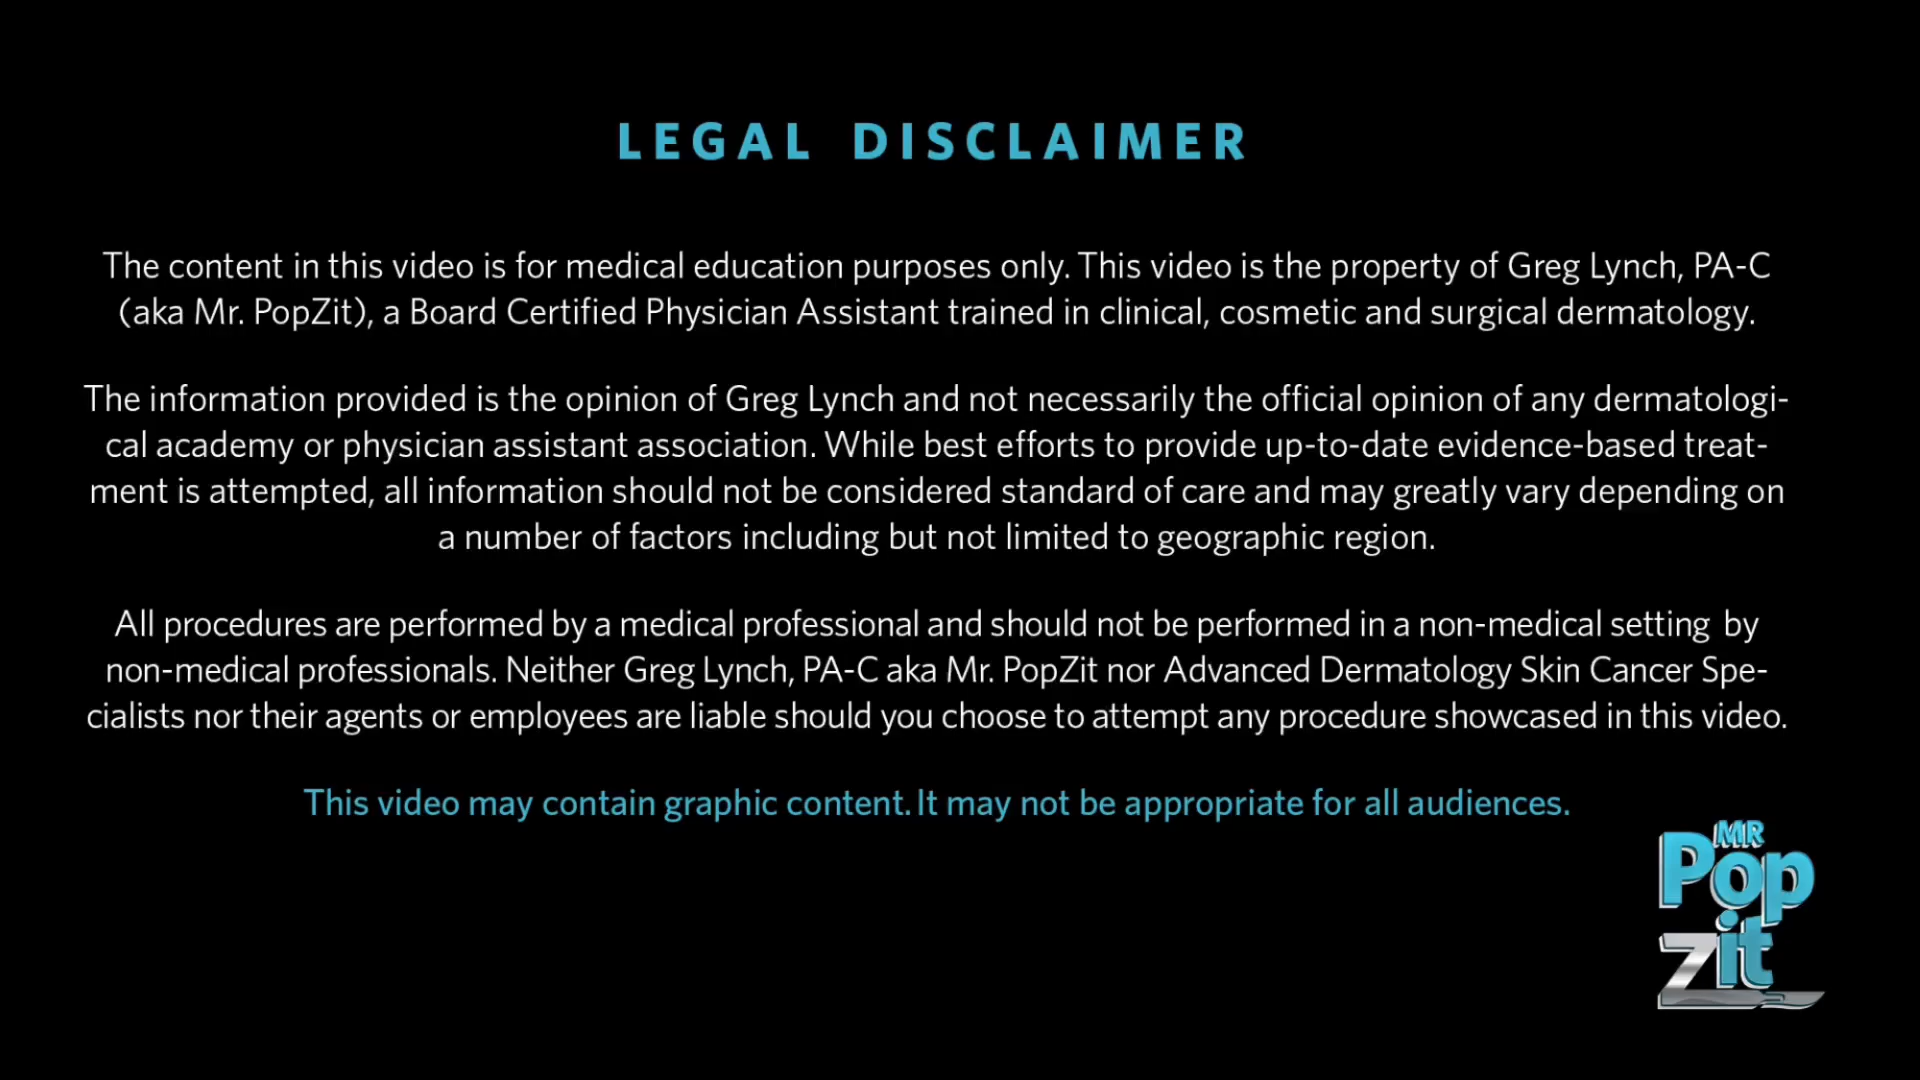 LEGAL DISCLAIMER
The content in this video is for medical education purposes only. This video is the property of Greg Lynch, PA-C
(aka Mr. PopZit), a Board Certified Physician Assistant trained in clinical, cosmetic and surgical dermatology.
The information provided is the opinion of Greg Lynch and not necessarily the official opinion of any dermatologi-
cal academy or physician assistant association. While best efforts to provide up-to-date evidence-based treat-
ment is attempted, all information should not be considered standard of care and may greatly vary depending on
a number of factors including but not limited to geographic region.
All procedures are performed by a medical professional and should not be performed in a non-medical setting by
non-medical professionals. Neither Greg Lynch, PA-C aka Mr. PopZit nor Advanced Dermatology Skin Cancer Spe-
cialists nor their agents or employees are liable should you choose to attempt any procedure showcased in this video.
This video may contain graphic content. It may not be appropriate for all audiences.
MR
Pop
Zit